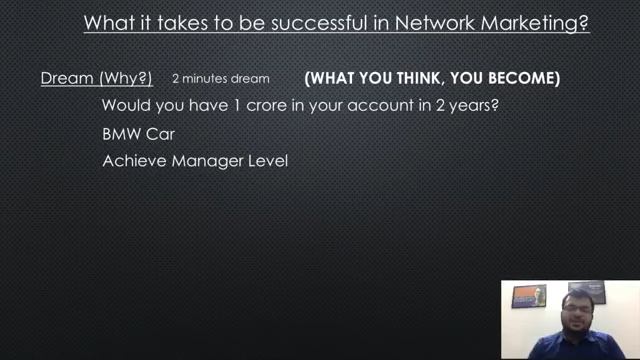 What it takes to be successful in Network Marketing?
Dream (Why?) 2 minutes dream (WHAT YOU THINK, YOU BECOME)
Would you have 1 crore in your account in 2 years?
BMW Car
Achieve Manager Level